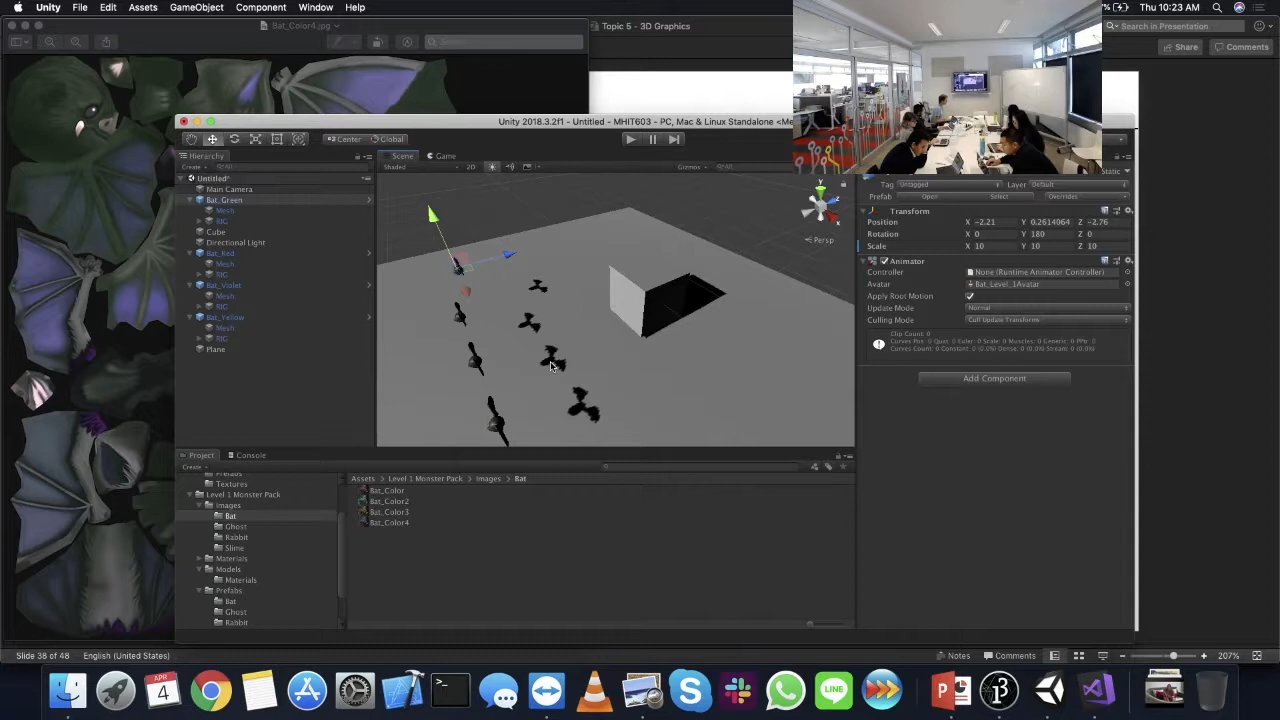 Unity File Edit Assets GameObject Component Window Help
% Thu 10:23 AM
Bat_Color4.jpg
Topic 5 - 3D Graphics
Search in Presentation
Share Comments
Unity 2018.3.2f1 - Untitled - MHIT603 - PC, Mac & Linux Standalone <Me
Center Global
Hierarchy
Create
All
Untitled*
Main Camera
Bat_Green
Mesh
RIG
Cube
Directional Light
Bat_Red
Mesh
RIG
Bat_Violet
Mesh
RIG
Bat_Yellow
Mesh
RIG
Plane
Scene Game
Shaded 2D Gizmos All
y
z
x
Persp
Static
Tag Untagged Layer Default
Prefab Open Select Overrides
Transform
Position X -2.21 Y 0.2614064 Z -2.76
Rotation X 0 Y 180 Z 0
Scale X 10 Y 10 Z 10
Animator
Controller None (Runtime Animator Controller)
Avatar Bat_Level_1Avatar
Apply Root Motion
Update Mode Normal
Culling Mode Cull Update Transforms
Clip Count: 0
Curves Pos: 0 Quat: 0 Euler: 0 Scale: 0 Muscles: 0 Generic: 0 PPtr: 0
Curves Count: 0 Constant: 0 (0.0%) Dense: 0 (0.0%) Stream: 0 (0.0%)
Add Component
Project Console
Create
Prefabs
Textures
Level 1 Monster Pack
Images
Bat
Ghost
Rabbit
Slime
Materials
Models
Materials
Prefabs
Bat
Ghost
Rabbit
Assets Level 1 Monster Pack Images Bat
Bat_Color
Bat_Color2
Bat_Color3
Bat_Color4
Slide 38 of 48 English (United States)
Notes Comments 207%
APR
4
LINE